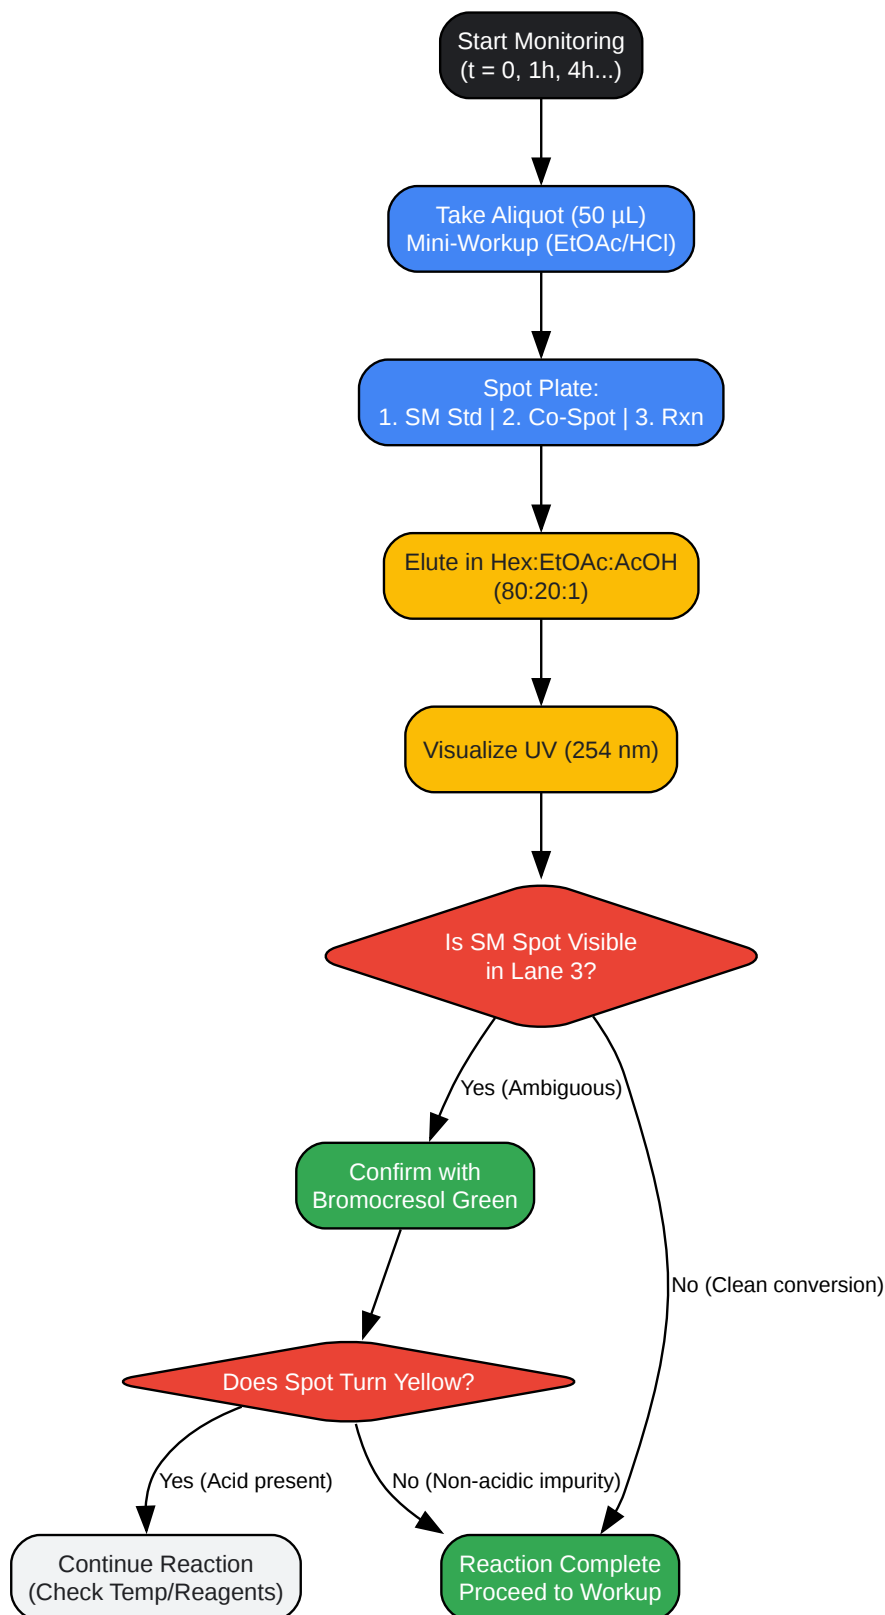 Start Monitoring
(t = 0, 1h, 4h...)
Take Aliquot (50 µL)
Mini-Workup (EtOAc/HCl)
Spot Plate:
1. SM Std | 2. Co-Spot | 3. Rxn
Elute in Hex:EtOAc:AcOH
(80:20:1)
Visualize UV (254 nm)
Is SM Spot Visible
in Lane 3?
Yes (Ambiguous)
Confirm with
Bromocresol Green
No (Clean conversion)
Does Spot Turn Yellow?
Yes (Acid present)
No (Non-acidic impurity)
Continue Reaction
(Check Temp/Reagents)
Reaction Complete
Proceed to Workup